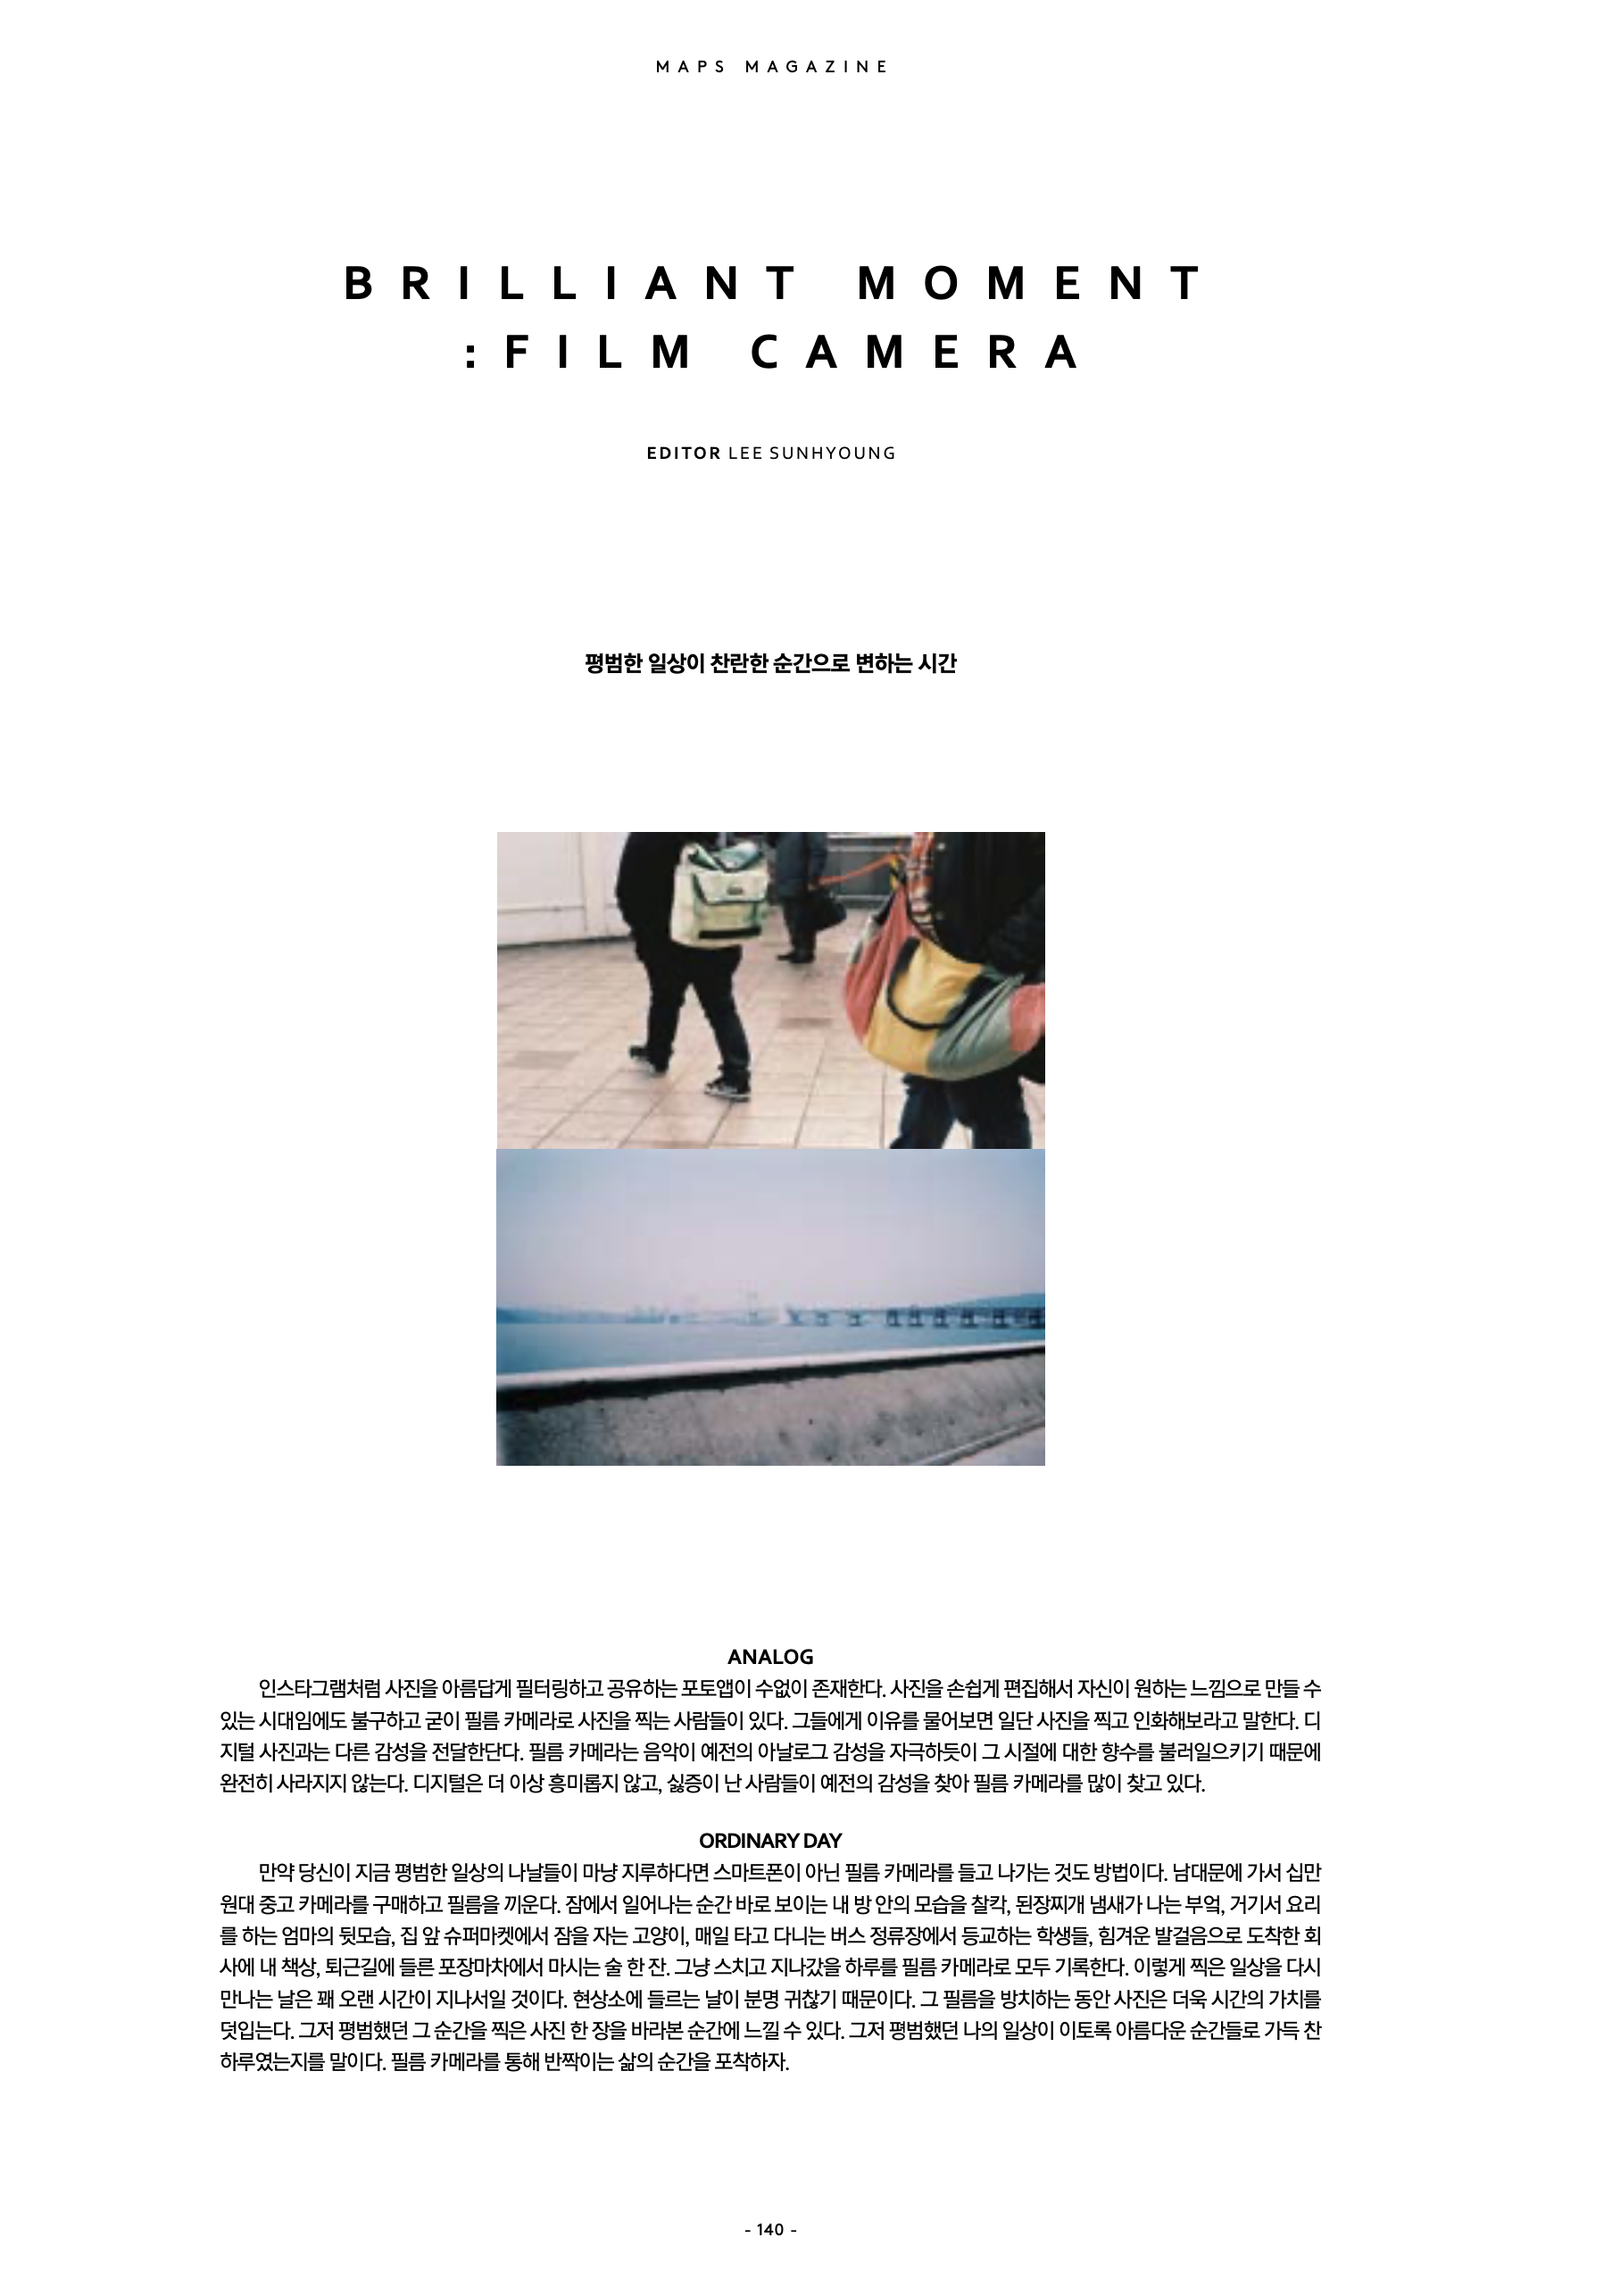 MAPS MAGAZINE
BRILLIANT MOMENT
:FILM CAMERA
EDITOR LEE SUNHYOUNG
평범한 일상이 찬란한 순간으로 변하는 시간
ANALOG
인스타그램처럼 사진을 아름답게 필터링하고 공유하는 포토앱이 수없이 존재한다. 사진을 손쉽게 편집해서 자신이 원하는 느낌으로 만들 수
있는 시대임에도 불구하고 굳이 필름 카메라로 사진을 찍는 사람들이 있다. 그들에게 이유를 물어보면 일단 사진을 찍고 인화해보라고 말한다. 디
지털 사진과는 다른 감성을 전달한단다. 필름 카메라는 음악이 예전의 아날로그 감성을 자극하듯이 그 시절에 대한 향수를 불러일으키기 때문에
완전히 사라지지 않는다. 디지털은 더 이상 흥미롭지 않고, 싫증이 난 사람들이 예전의 감성을 찾아 필름 카메라를 많이 찾고 있다.
ORDINARY DAY
만약 당신이 지금 평범한 일상의 나날들이 마냥 지루하다면 스마트폰이 아닌 필름 카메라를 들고 나가는 것도 방법이다. 남대문에 가서 십만
원대 중고 카메라를 구매하고 필름을 끼운다. 잠에서 일어나는 순간 바로 보이는 내 방 안의 모습을 찰칵, 된장찌개 냄새가 나는 부엌, 거기서 요리
를 하는 엄마의 뒷모습, 집 앞 슈퍼마켓에서 잠을 자는 고양이, 매일 타고 다니는 버스 정류장에서 등교하는 학생들, 힘겨운 발걸음으로 도착한 회
사에 내 책상, 퇴근길에 들른 포장마차에서 마시는 술 한 잔. 그냥 스치고 지나갔을 하루를 필름 카메라로 모두 기록한다. 이렇게 찍은 일상을 다시
만나는 날은 꽤 오랜 시간이 지나서일 것이다. 현상소에 들르는 날이 분명 귀찮기 때문이다. 그 필름을 방치하는 동안 사진은 더욱 시간의 가치를
덧입는다. 그저 평범했던 그 순간을 찍은 사진 한 장을 바라본 순간에 느낄 수 있다. 그저 평범했던 나의 일상이 이토록 아름다운 순간들로 가득 찬
하루였는지를 말이다. 필름 카메라를 통해 반짝이는 삶의 순간을 포착하자.
- 140 -